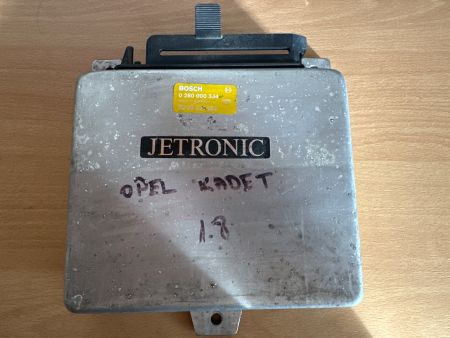 BOSCH
0 280 000 334
JETRONIC
OPEL KADET
1.8